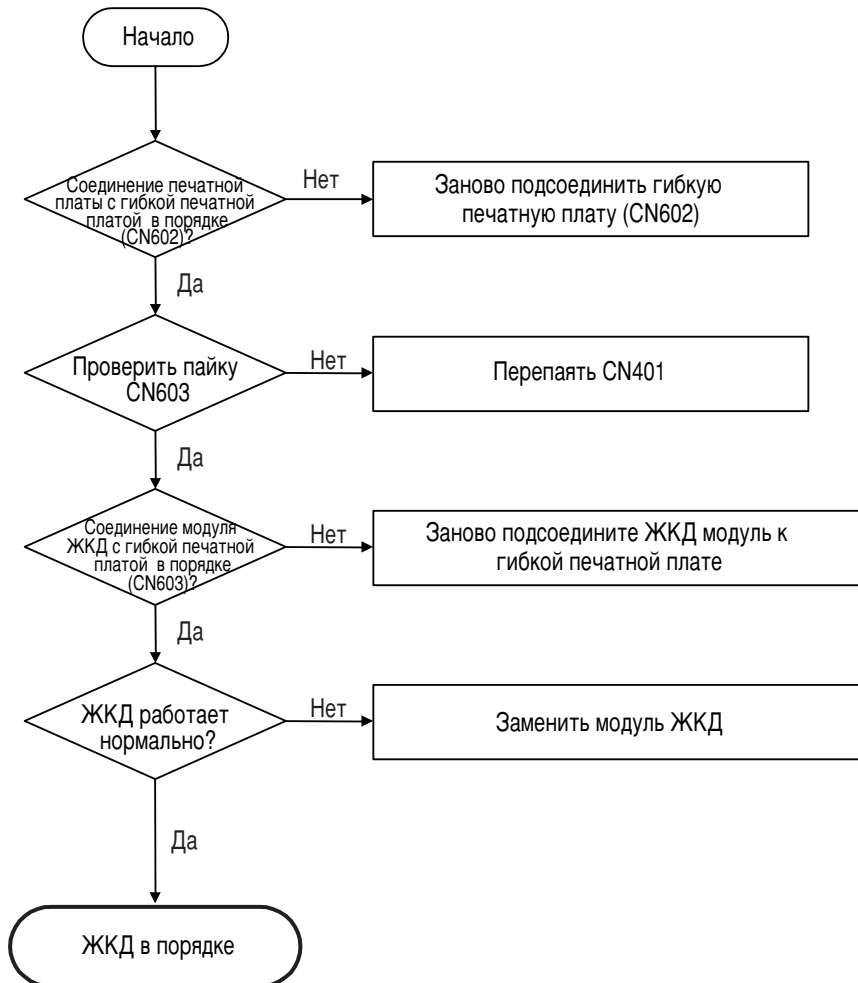 Начало
Соединение печатной
платы с гибкой печатной
платой в порядке
(CN602)?
Нет
Заново подсоединить гибкую
печатную плату (CN602)
Да
Проверить пайку
CN603
Нет
Перепаять CN401
Да
Соединение модуля
ЖКД с гибкой печатной
платой в порядке
(CN603)?
Нет
Заново подсоедините ЖКД модуль к
гибкой печатной плате
Да
ЖКД работает
нормально?
Нет
Заменить модуль ЖКД
Да
ЖКД в порядке